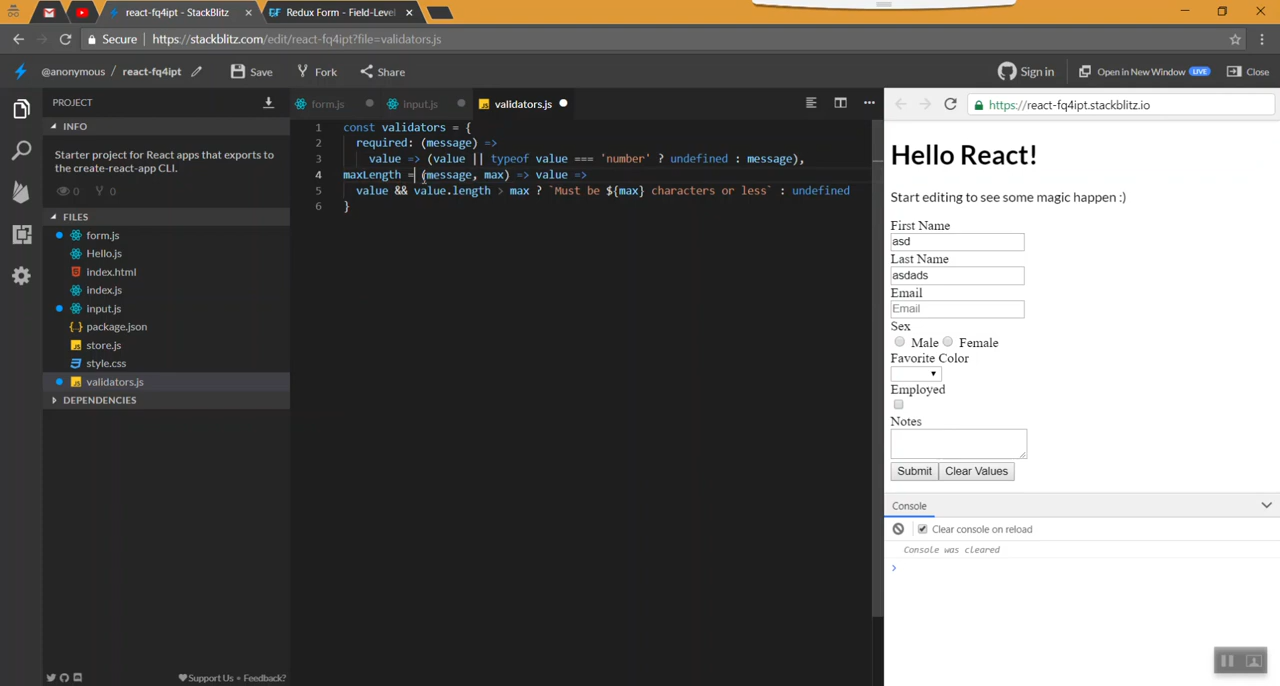 react-fq4ipt - StackBlitz
Redux Form - Field-Level
Secure
https://stackblitz.com/edit/react-fq4ipt?file=validators.js
@anonymous / react-fq4ipt
Save
Fork
Share
Sign in
Open in New Window LIVE
Close
PROJECT
INFO
Starter project for React apps that exports to
the create-react-app CLI.
0
0
FILES
form.js
Hello.js
index.html
index.js
input.js
package.json
store.js
style.css
validators.js
DEPENDENCIES
Support Us • Feedback?
form.js
input.js
validators.js
1 const validators = {
2 required: (message) =>
3 value => (value || typeof value === 'number' ? undefined : message),
4 maxLength = (message, max) => value =>
5 value && value.length > max ? `Must be ${max} characters or less` : undefined
6 }
https://react-fq4ipt.stackblitz.io
Hello React!
Start editing to see some magic happen :)
First Name
asd
Last Name
asdads
Email
Email
Sex
Male Female
Favorite Color
Employed
Notes
Submit Clear Values
Console
Clear console on reload
Console was cleared